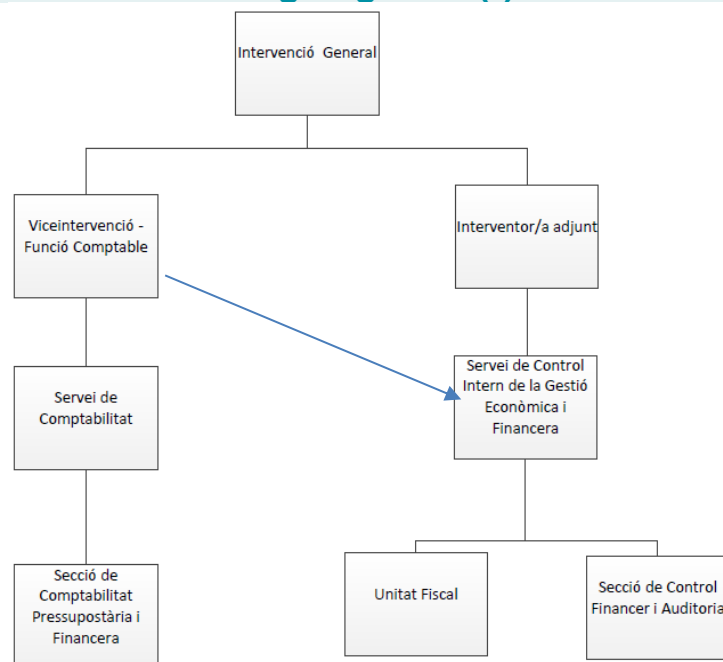 Intervenció General
Viceintervenció -
Funció Comptable
Interventor/a adjunt
Servei de
Comptabilitat
Servei de Control
Intern de la Gestió
Econòmica i
Financera
Secció de
Comptabilitat
Pressupostària i
Financera
Unitat Fiscal
Secció de Control
Financer i Auditoria